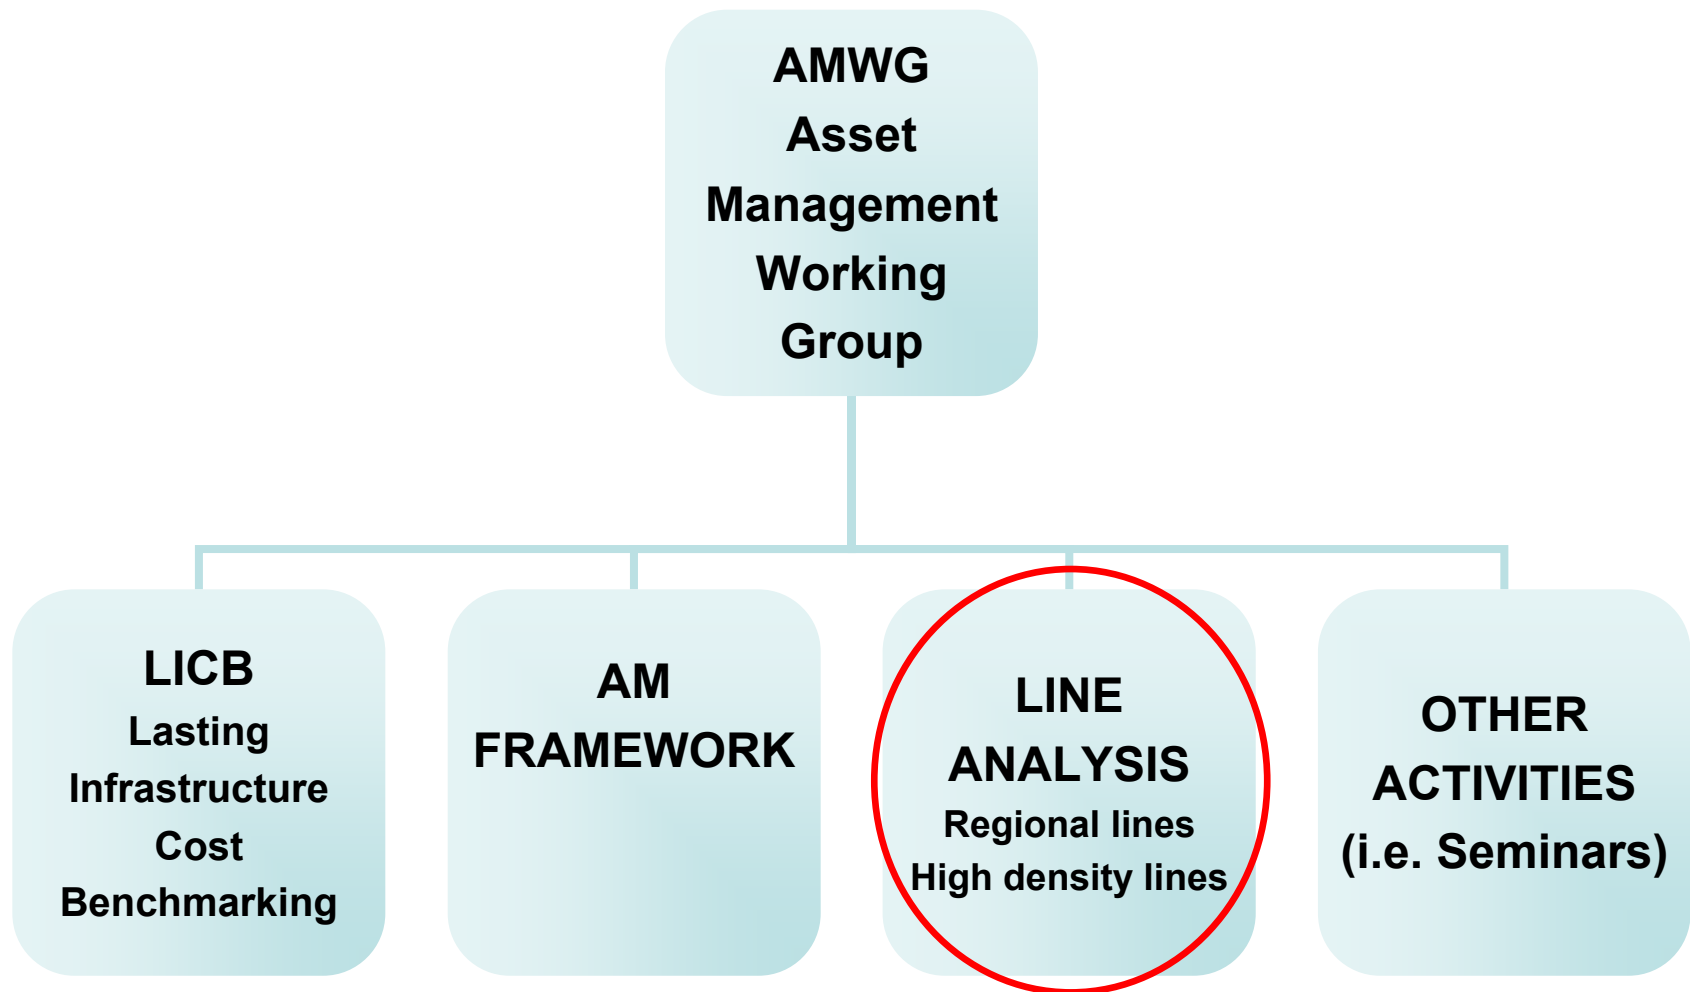 AMWG
Asset
Management
Working
Group
LICB
Lasting
Infrastructure
Cost
Benchmarking
AM
FRAMEWORK
LINE
ANALYSIS
Regional lines
High density lines
OTHER
ACTIVITIES
(i.e. Seminars)